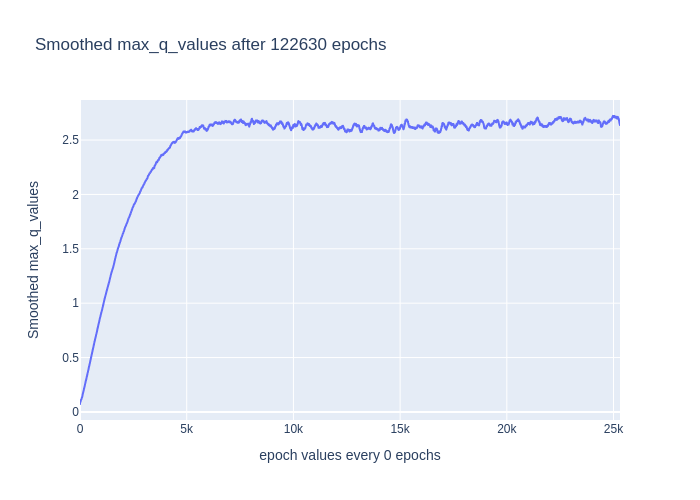 Smoothed max_q_values after 122630 epochs
Smoothed max_q_values
2.5
2
1.5
1
0.5
0
0
5k
10k
15k
20k
25k
epoch values every 0 epochs